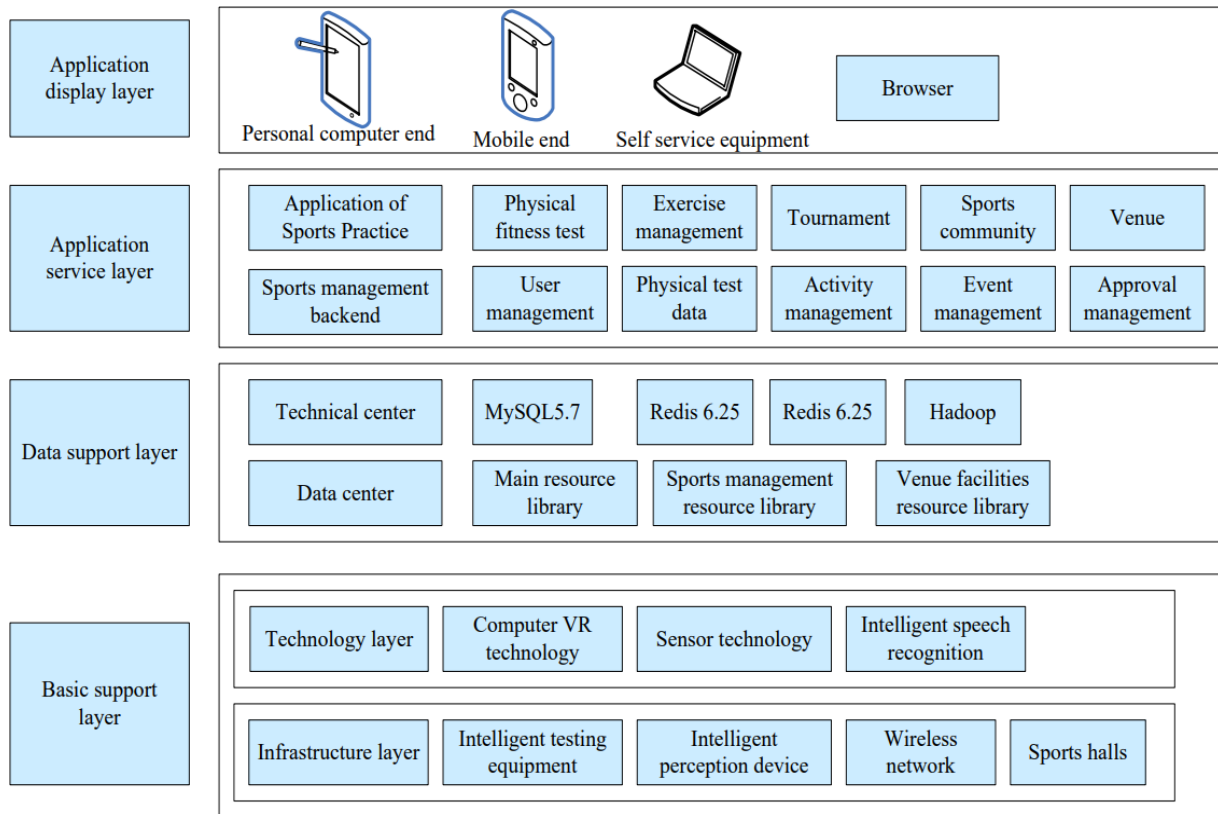 Application
display layer
Personal computer end
Mobile end
Self service equipment
Browser
Application
service layer
Application of
Sports Practice
Physical
fitness test
Exercise
management
Tournament
Sports
community
Venue
Sports management
backend
User
management
Physical test
data
Activity
management
Event
management
Approval
management
Data support layer
Technical center
MySQL5.7
Redis 6.25
Redis 6.25
Hadoop
Data center
Main resource
library
Sports management
resource library
Venue facilities
resource library
Basic support
layer
Technology layer
Computer VR
technology
Sensor technology
Intelligent speech
recognition
Infrastructure layer
Intelligent testing
equipment
Intelligent
perception device
Wireless
network
Sports halls